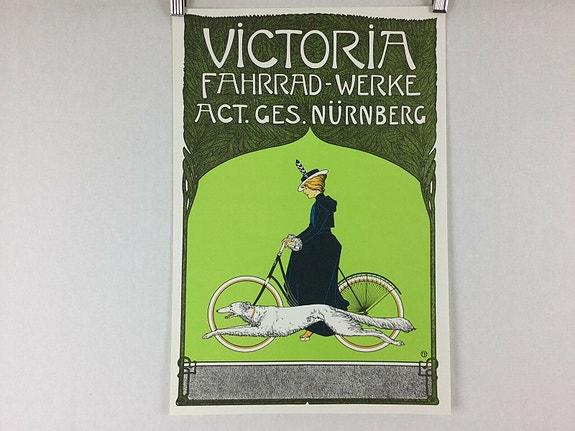 VICTORIA
FAHRRAD-WERKE
ACT. GES. NÜRNBERG